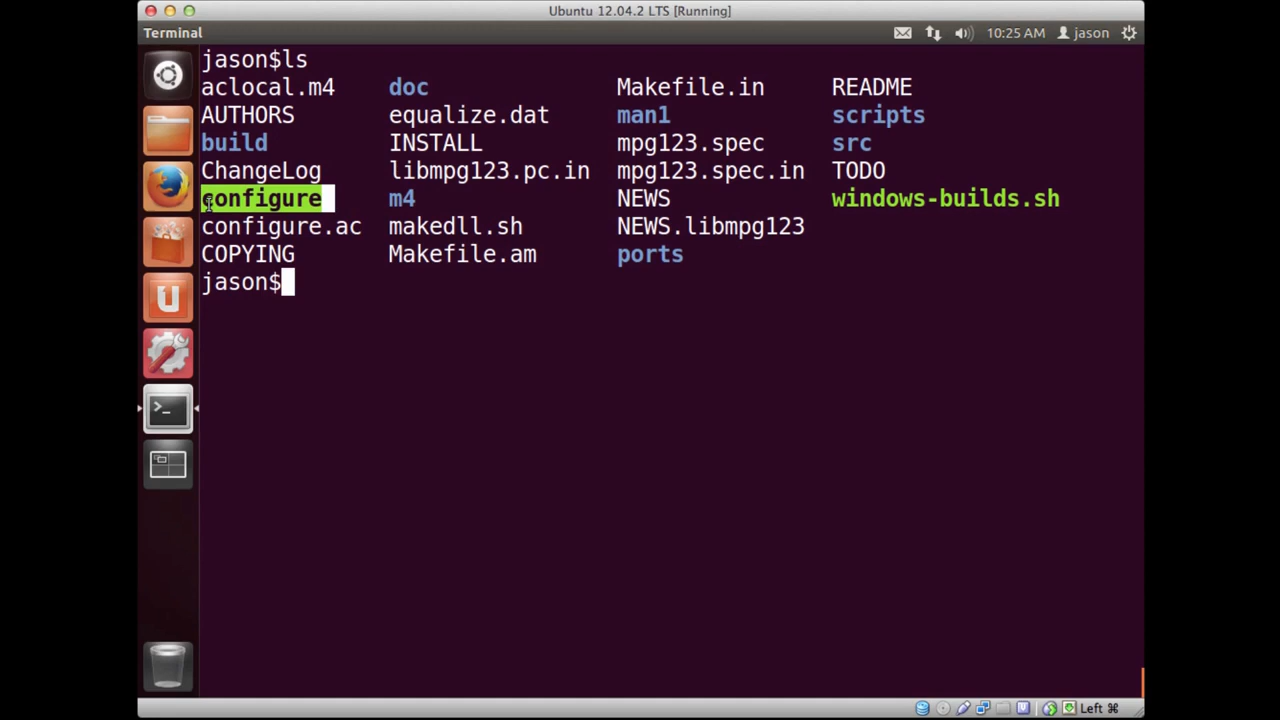 Ubuntu 12.04.2 LTS [Running]
Terminal 10:25 AM jason
jason$ls
aclocal.m4 doc Makefile.in README
AUTHORS equalize.dat man1 scripts
build INSTALL mpg123.spec src
ChangeLog libmpg123.pc.in mpg123.spec.in TODO
configure m4 NEWS windows-builds.sh
configure.ac makedll.sh NEWS.libmpg123
COPYING Makefile.am ports
jason$
Left ⌘